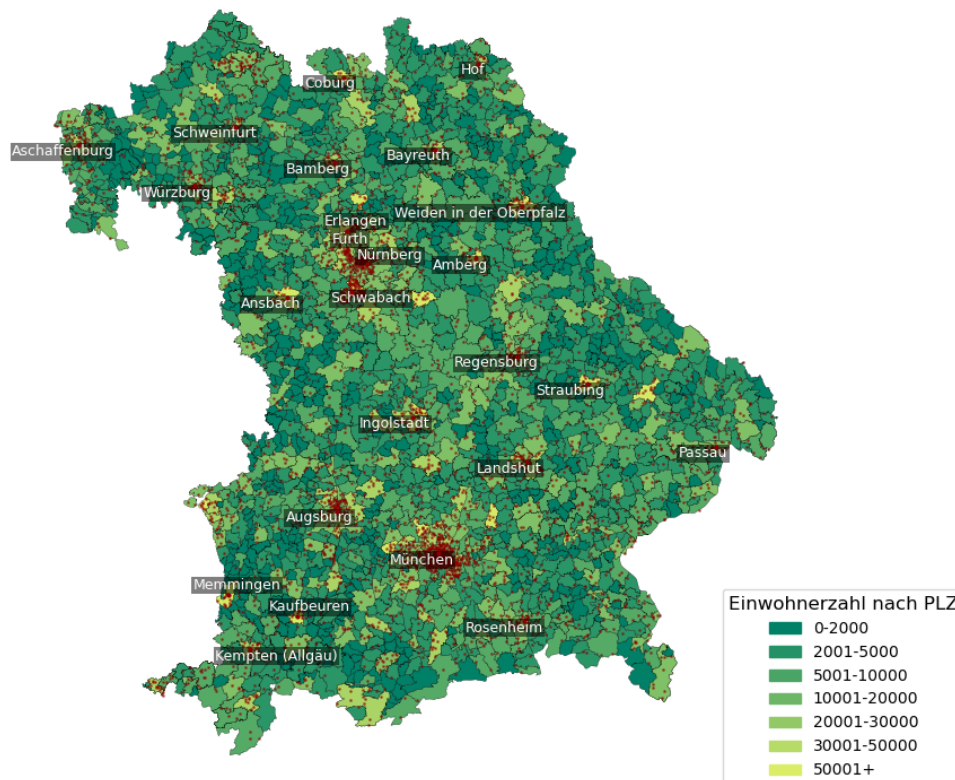 Hof
Coburg
Schweinfurt
Aschaffenburg
Bayreuth
Bamberg
Würzburg
Weiden in der Oberpfalz
Erlangen
Fürth
Nürnberg
Amberg
Schwabach
Ansbach
Regensburg
Straubing
Ingolstadt
Passau
Landshut
Augsburg
München
Memmingen
Kaufbeuren
Rosenheim
Kempten (Allgäu)
Einwohnerzahl nach PLZ
0-2000
2001-5000
5001-10000
10001-20000
20001-30000
30001-50000
50001+